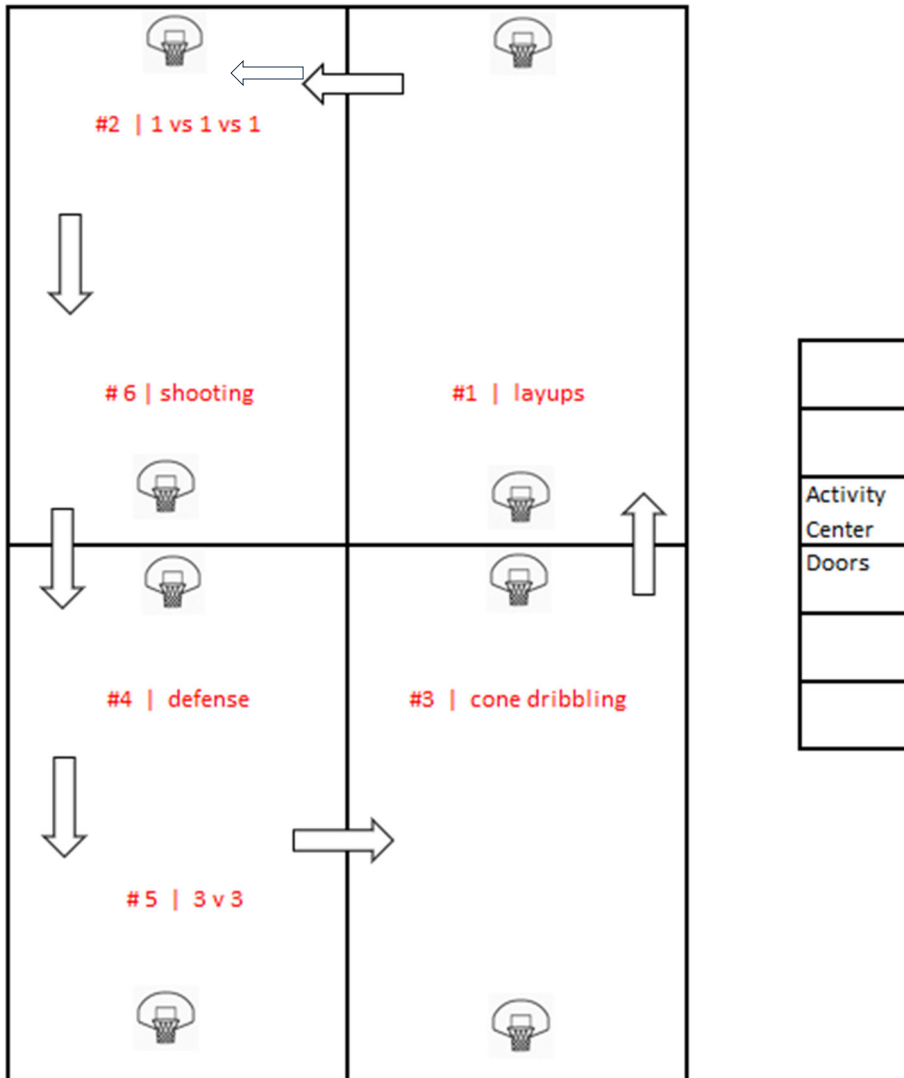 #2 | 1 vs 1 vs 1
# 6 | shooting
#1 | layups
Activity
Center
Doors
#4 | defense
#3 | cone dribbling
# 5 | 3 v 3